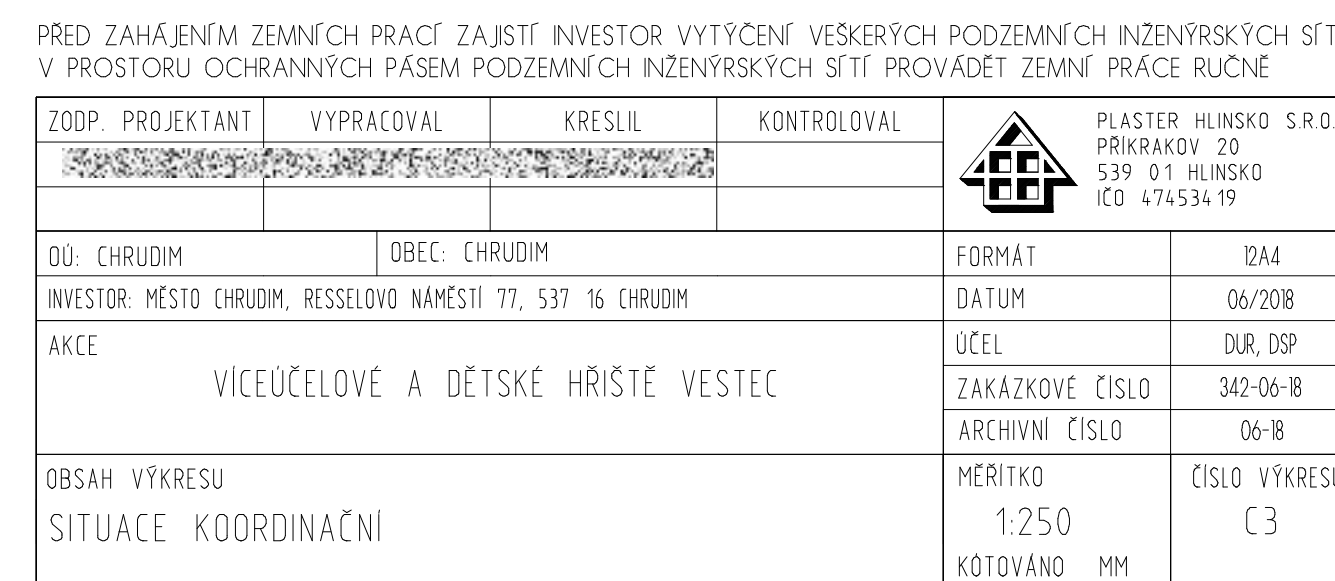 PŘED ZAHÁJENÍM ZEMNÍCH PRACÍ ZAJISTÍ INVESTOR VYTÝČENÍ VEŠKERÝCH PODZEMNÍCH INŽENÝRSKÝCH SÍT
V PROSTORU OCHRANNÝCH PÁSEM PODZEMNÍCH INŽENÝRSKÝCH SÍTÍ PROVÁDĚT ZEMNÍ PRÁCE RUČNĚ
ZODP. PROJEKTANT VYPRACOVAL KRESLIL KONTROLOVAL
PLASTER HLINSKO S.R.O.
PŘÍKRAKOV 20
539 01 HLINSKO
IČO 47453419
OÚ: CHRUDIM OBEC: CHRUDIM
INVESTOR: MĚSTO CHRUDIM, RESSELOVO NÁMĚSTÍ 77, 537 16 CHRUDIM
AKCE
VÍCEÚČELOVÉ A DĚTSKÉ HŘIŠTĚ VESTEC
FORMÁT 12A4
DATUM 06/2018
ÚČEL DUR, DSP
ZAKÁZKOVÉ ČÍSLO 342-06-18
ARCHIVNÍ ČÍSLO 06-18
OBSAH VÝKRESU
SITUACE KOORDINAČNÍ
MĚŘÍTKO
1:250
KÓTOVÁNO MM
ČÍSLO VÝKRESU
C3